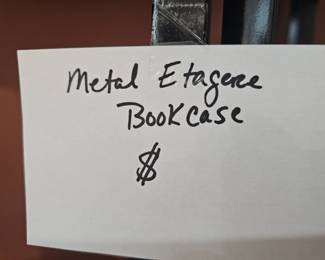 Metal Etagere
Bookcase
$